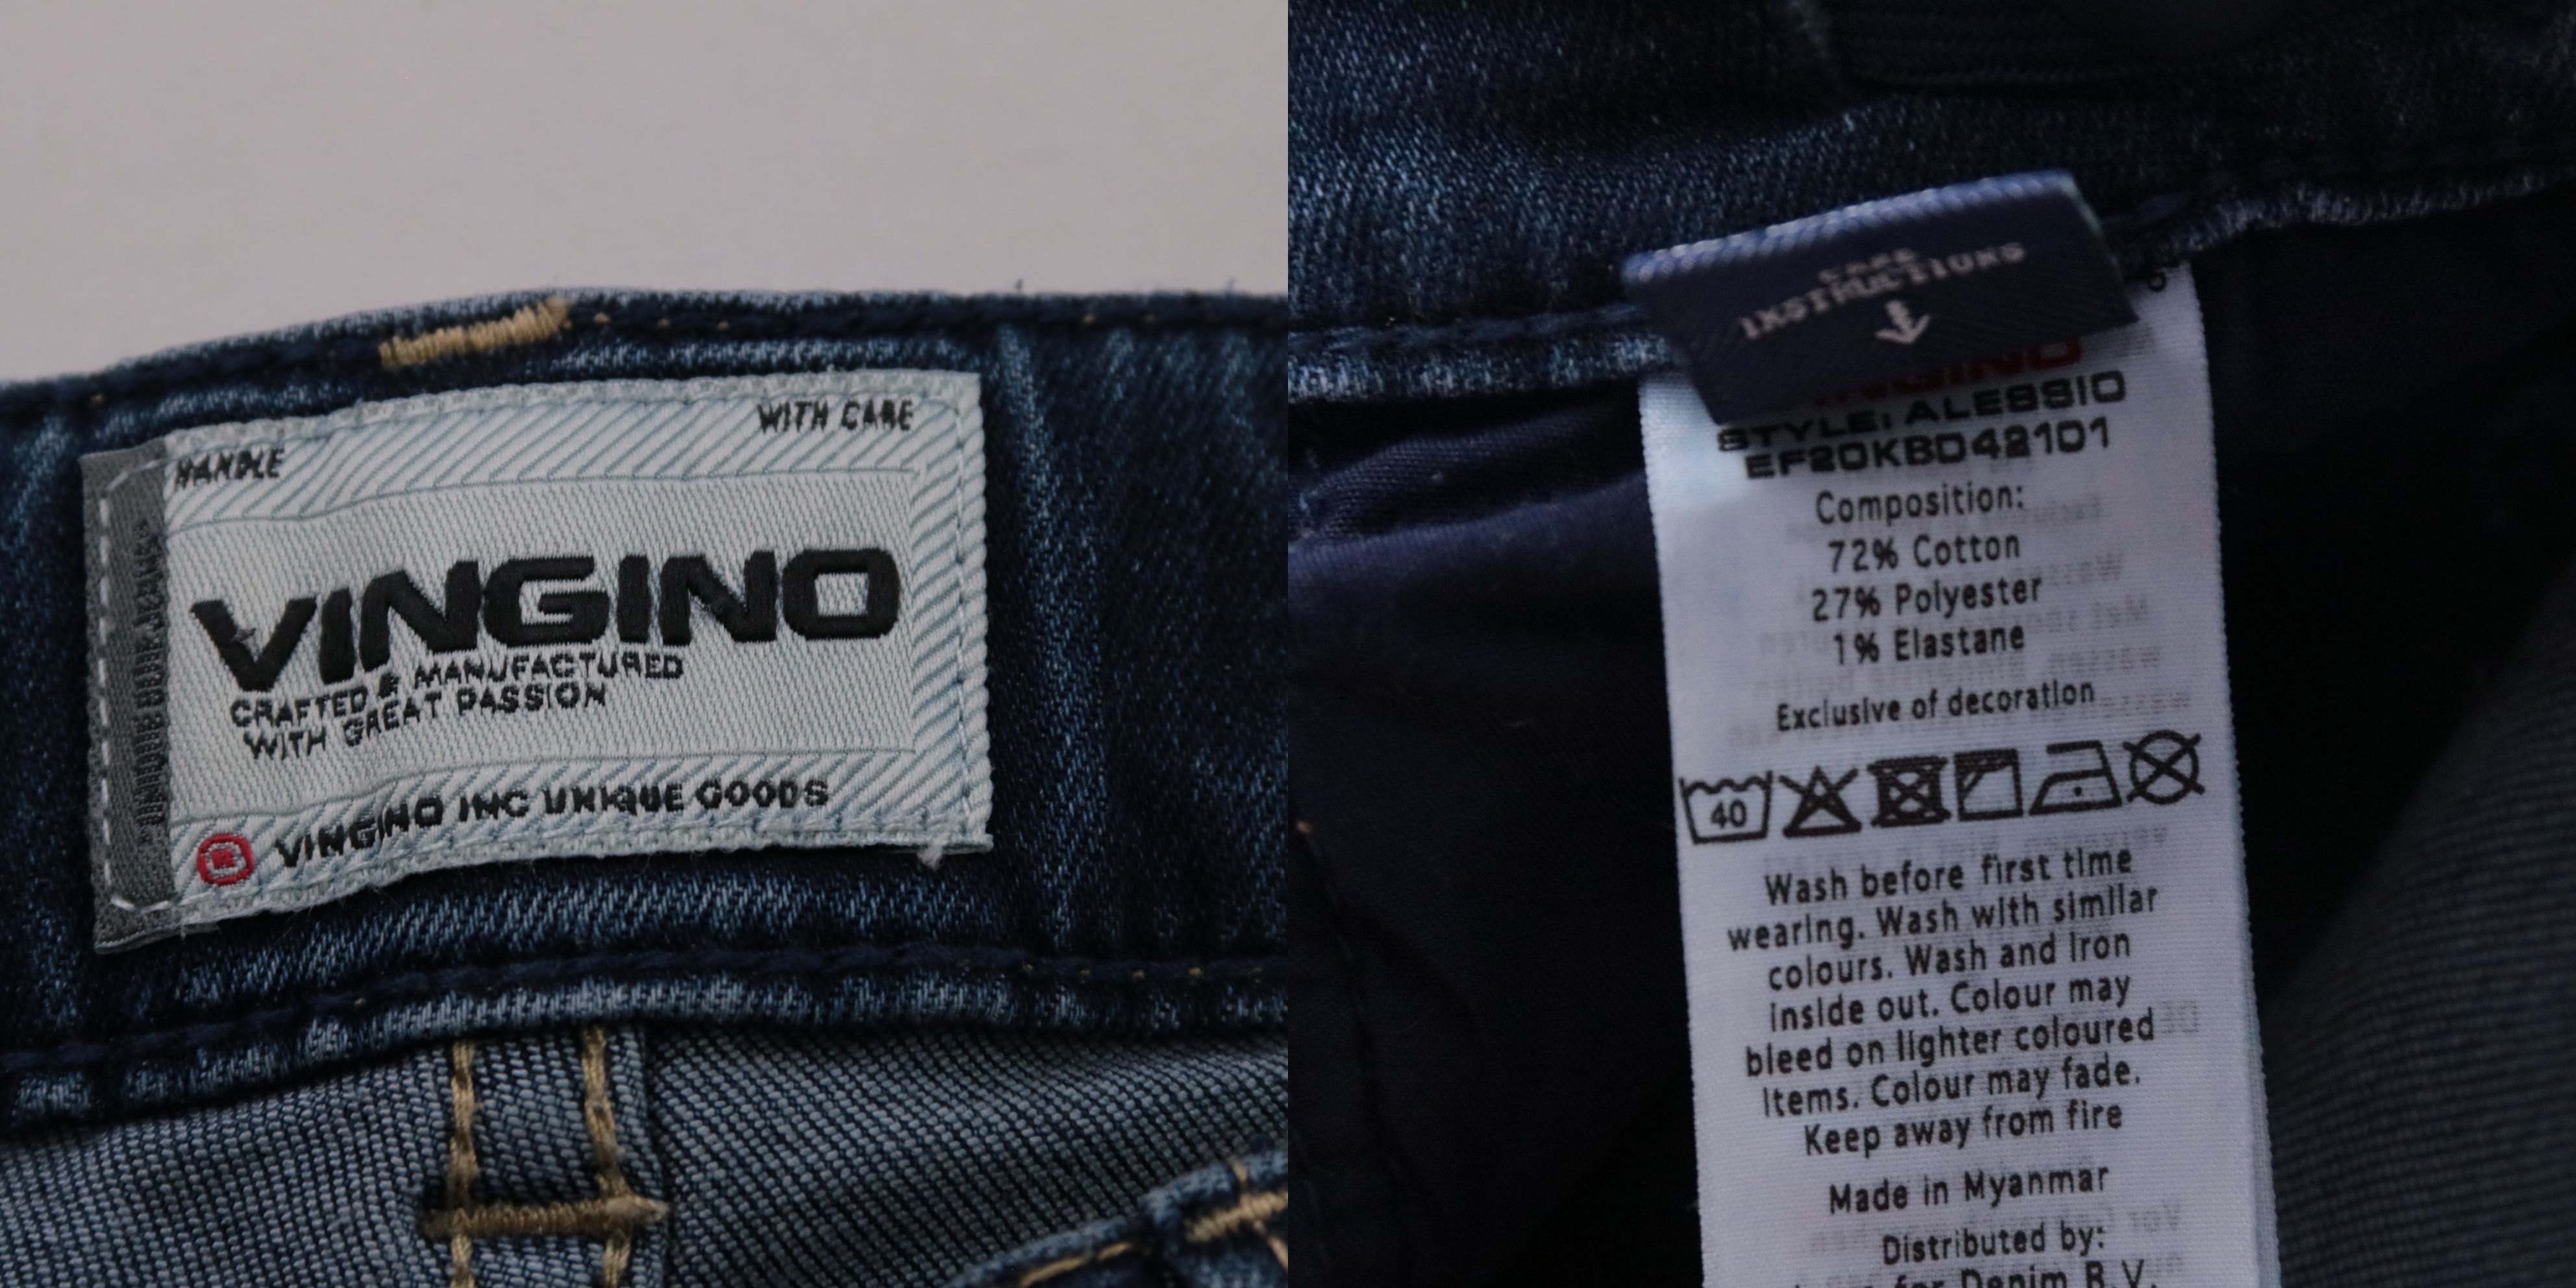 HANDLE
WITH CARE
VINGINO
CRAFTED & MANUFACTURED
WITH GREAT PASSION
® VINGINO INC UNIQUE GOODS
CARE
INSTRUCTIONS
VINGINO
STYLE: ALESSIO
EF20KBD42101
Composition:
72% Cotton
27% Polyester
1% Elastane
Exclusive of decoration
40
Wash before first time
wearing. Wash with similar
colours. Wash and iron
inside out. Colour may
bleed on lighter coloured
items. Colour may fade.
Keep away from fire
Made in Myanmar
Distributed by:
for Denim B.V.